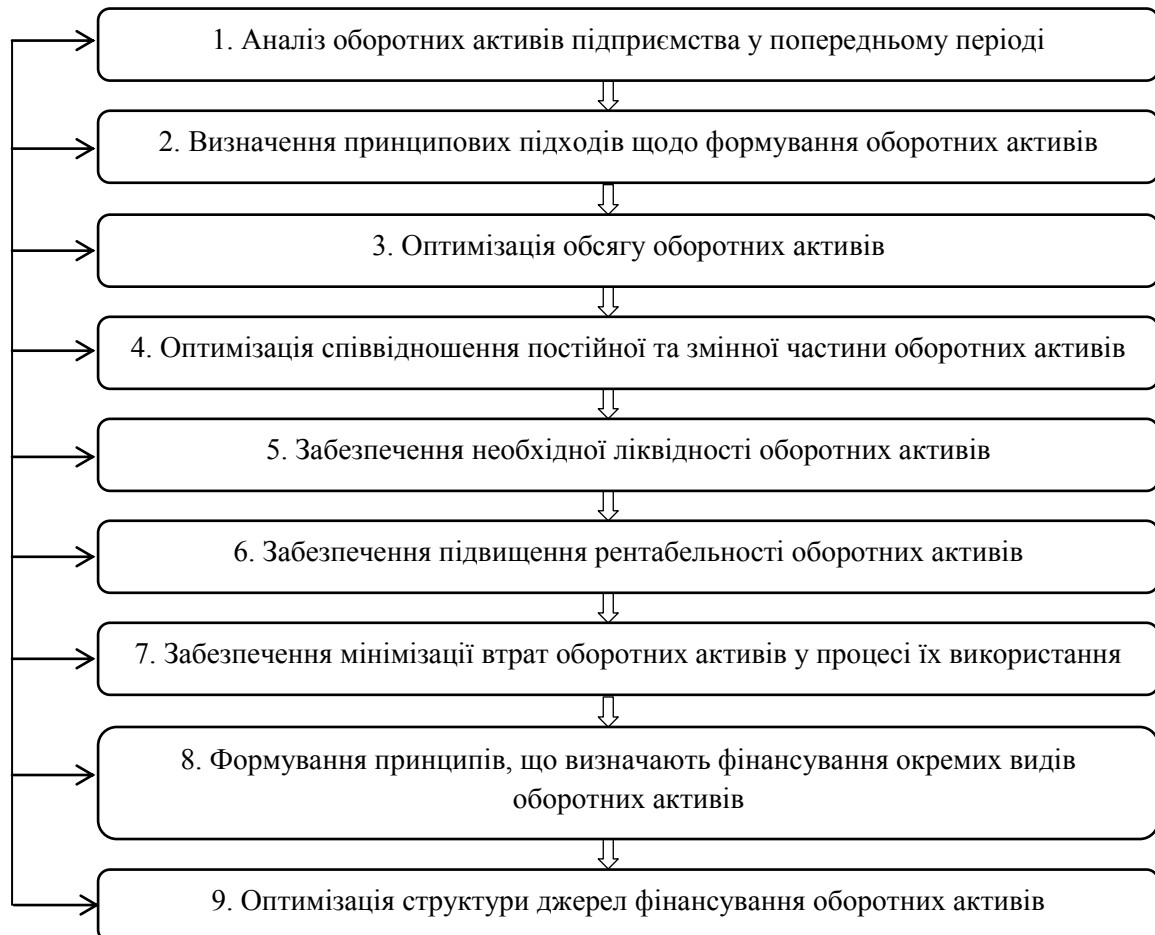 1. Аналіз оборотних активів підприємства у попередньому періоді
2. Визначення принципових підходів щодо формування оборотних активів
3. Оптимізація обсягу оборотних активів
4. Оптимізація співвідношення постійної та змінної частини оборотних активів
5. Забезпечення необхідної ліквідності оборотних активів
6. Забезпечення підвищення рентабельності оборотних активів
7. Забезпечення мінімізації втрат оборотних активів у процесі їх використання
8. Формування принципів, що визначають фінансування окремих видів
оборотних активів
9. Оптимізація структури джерел фінансування оборотних активів